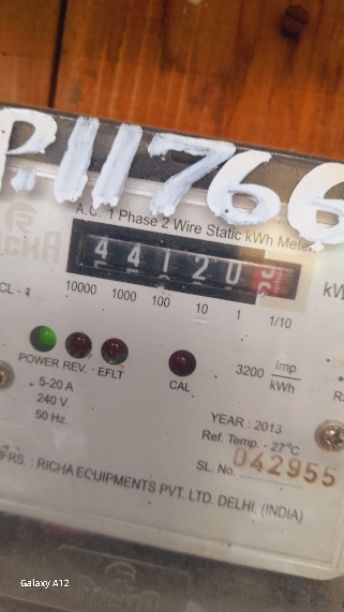 P.11766
A.C. 1 Phase 2 Wire Static kWh Meter
RICHA
4 4 1 2 0
CL - 1
10000 1000 100 10 1 1/10
POWER REV. EFLT
CAL
3200 Imp/kWh
5-20 A
240 V.
50 Hz.
YEAR : 2013
Ref. Temp. - 27°C
SL. No. 042955
MFRS. : RICHA EQUIPMENTS PVT. LTD. DELHI, (INDIA)
Galaxy A12